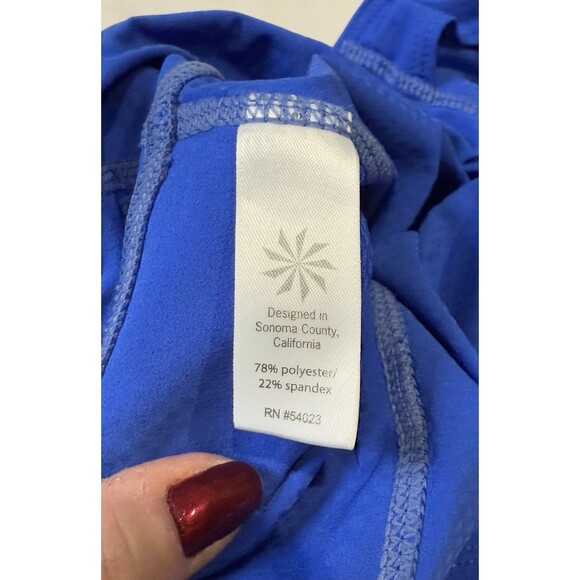 Designed in
Sonoma County,
California
78% polyester/
22% spandex
RN #54023